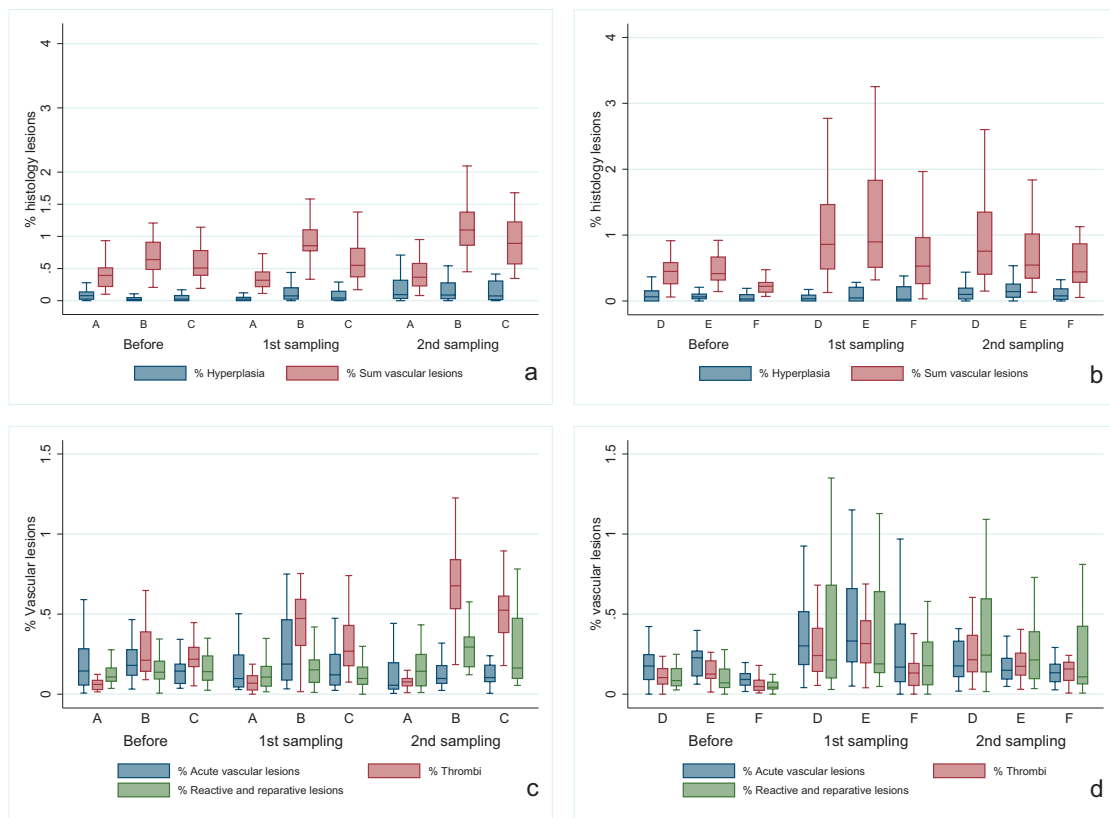 % histology lesions
4
3
2
1.5
1
.5
0
A B C A B C A B C
Before 1st sampling 2nd sampling
% Hyperplasia % Sum vascular lesions
a
% histology lesions
4
3
2
1
.5
0
D E F D E F D E F
Before 1st sampling 2nd sampling
% Hyperplasia % Sum vascular lesions
b
% Vascular lesions
1.5
1
.5
0
A B C A B C A B C
Before 1st sampling 2nd sampling
% Acute vascular lesions % Thrombi
% Reactive and reparative lesions
c
% vascular lesions
1.5
1
.5
0
D E F D E F D E F
Before 1st sampling 2nd sampling
% Acute vascular lesions % Thrombi
% Reactive and reparative lesions
d